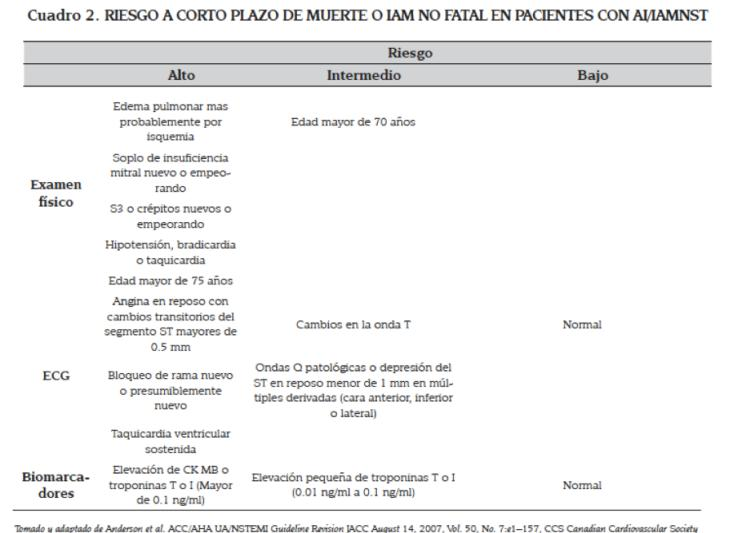 Cuadro 2. RIESGO A CORTO PLAZO DE MUERTE O IAM NO FATAL EN PACIENTES CON AI/IAMNST
Riesgo
Alto Intermedio Bajo
Examen
físico
Edema pulmonar mas
probablemente por
isquemia
Edad mayor de 70 años
Soplo de insuficiencia
mitral nuevo o empeo-
rando
S3 o crépitos nuevos o
empeorando
Hipotensión, bradicardia
o taquicardia
Edad mayor de 75 años
ECG
Angina en reposo con
cambios transitorios del
segmento ST mayores de
0.5 mm
Cambios en la onda T
Normal
Bloqueo de rama nuevo
o presumiblemente
nuevo
Ondas Q patológicas o depresión del
ST en reposo menor de 1 mm en múl-
tiples derivadas (cara anterior, inferior
o lateral)
Taquicardia ventricular
sostenida
Biomarca-
dores
Elevación de CK MB o
troponinas T o I (Mayor
de 0.1 ng/ml)
Elevación pequeña de troponinas T o I
(0.01 ng/ml a 0.1 ng/ml)
Normal
Tomado y adaptado de Anderson et al. ACC/AHA UA/NSTEMI Guideline Revision JACC August 14, 2007, Vol. 50, No. 7:e1–157, CCS Canadian Cardiovascular Society